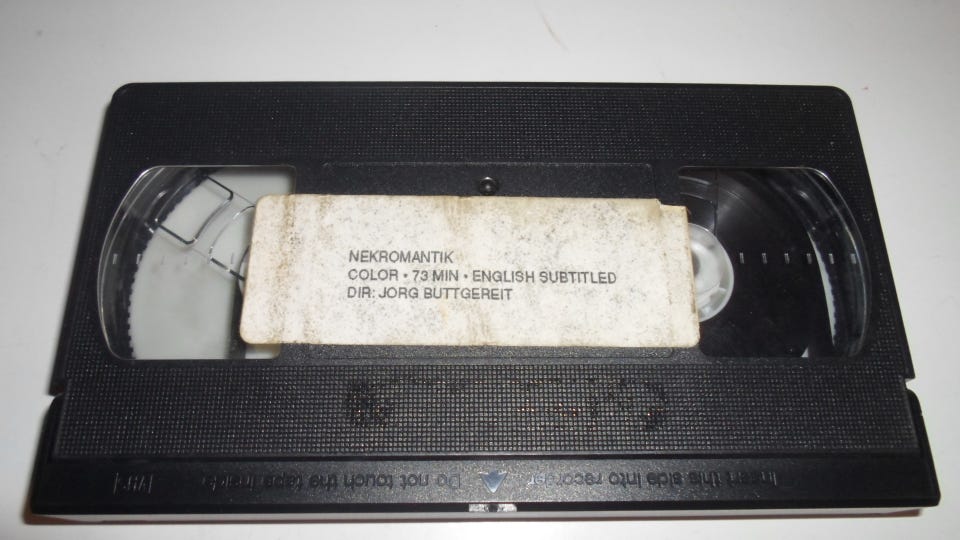 NEKROMANTIK
COLOR • 73 MIN • ENGLISH SUBTITLED
DIR: JORG BUTTGEREIT
Insert this side into recorder
Do not touch the tape inside
VHS